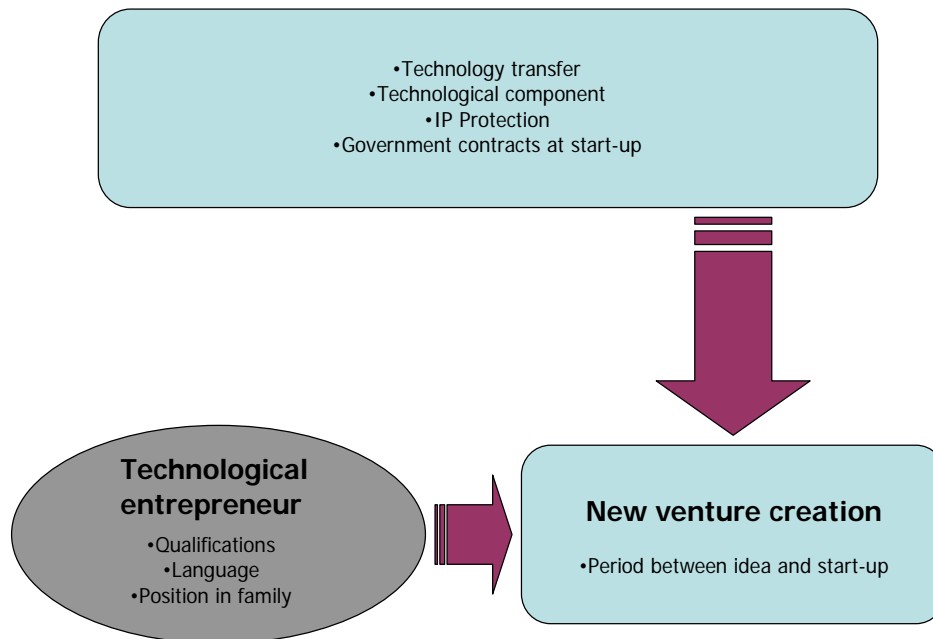 •Technology transfer
•Technological component
•IP Protection
•Government contracts at start-up
Technological
entrepreneur
•Qualifications
•Language
•Position in family
New venture creation
•Period between idea and start-up